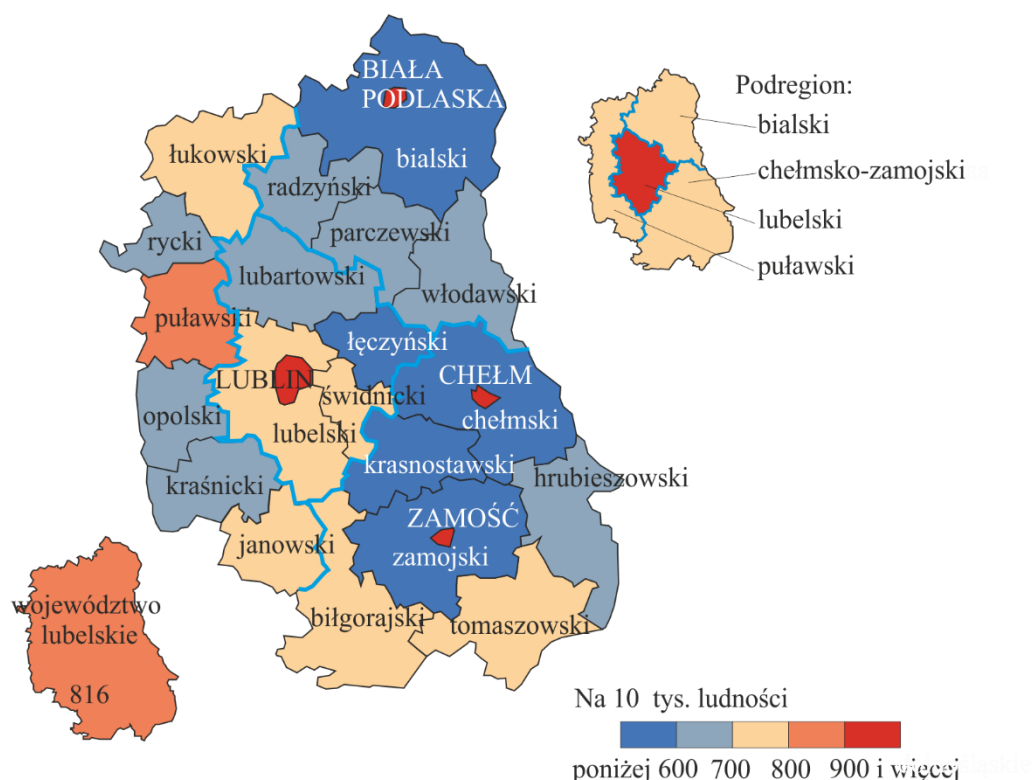 BIAŁA
PODLASKA
bialski
łukowski
radzyński
rycki
parczewski
lubartowski
włodawski
puławski
łęczyński
LUBLIN
świdnicki
CHEŁM
chełmski
opolski
lubelski
krasnostawski
kraśnicki
hrubieszowski
ZAMOŚĆ
zamojski
janowski
biłgorajski
tomaszowski
Podregion:
bialski
chełmsko-zamojski
lubelski
puławski
województwo
lubelskie
816
Na 10 tys. ludności
poniżej 600 700 800 900 i więcej